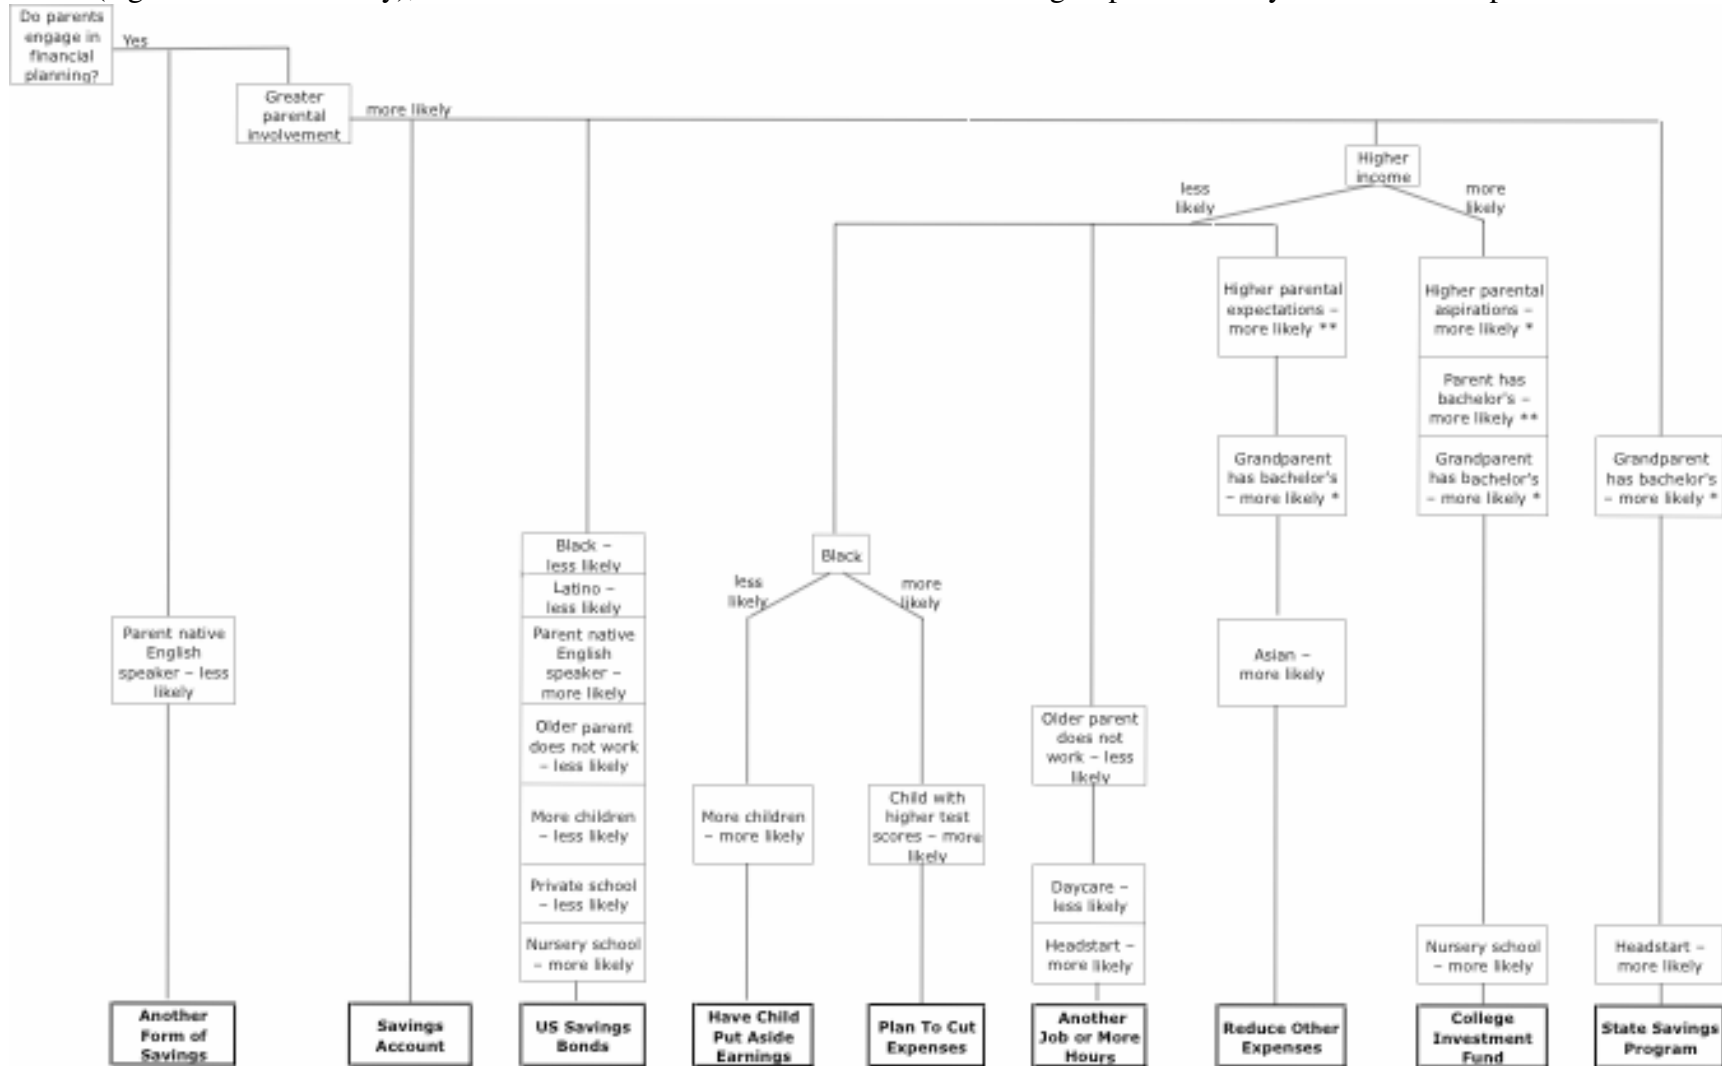 Do parents
engage in
financial
planning?
Yes
Greater
parental
involvement
more likely
Higher
income
less
likely
more
likely
Higher parental
expectations –
more likely **
Higher parental
aspirations –
more likely *
Parent has
bachelor's –
more likely **
Grandparent
has bachelor's
– more likely *
Grandparent
has bachelor's
– more likely *
Grandparent
has bachelor's
– more likely *
Black –
less likely
Latino –
less likely
Parent native
English
speaker –
more likely
Older parent
does not work
– less likely
More children
– less likely
Private school
– less likely
Nursery school
– more likely
Black
less
likely
more
likely
Parent native
English
speaker – less
likely
Asian –
more likely
Older parent
does not
work – less
likely
More children
– more likely
Child with
higher test
scores – more
likely
Daycare –
less likely
Headstart –
more likely
Nursery school
– more likely
Headstart –
more likely
Another
Form of
Savings
Savings
Account
US Savings
Bonds
Have Child
Put Aside
Earnings
Plan To Cut
Expenses
Another
Job or More
Hours
Reduce Other
Expenses
College
Investment
Fund
State Savings
Program